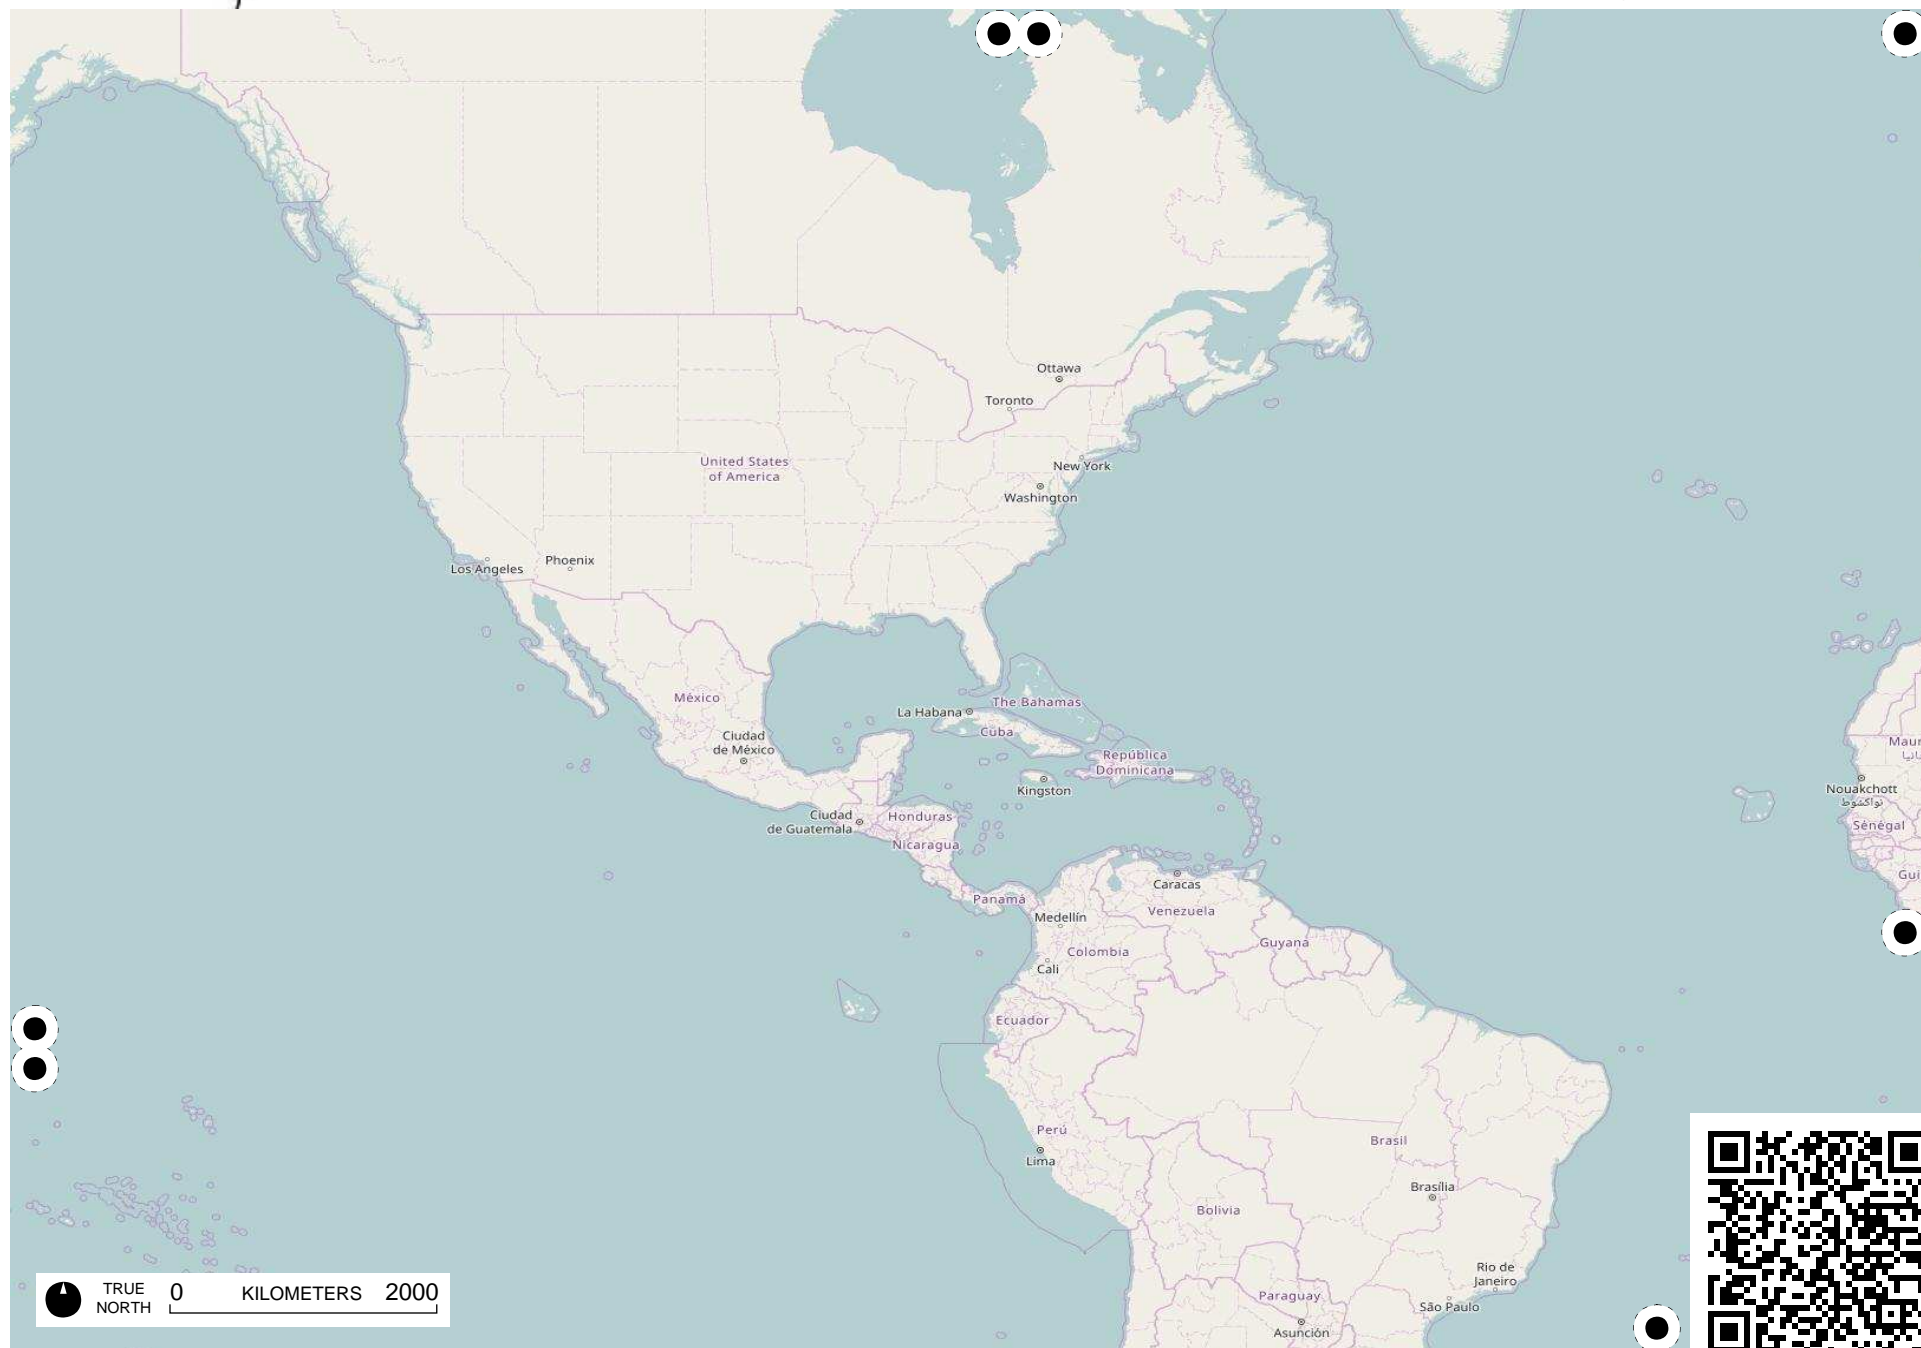 Ottawa
Toronto
United States
of America
New York
Washington
Los Angeles
Phoenix
México
La Habana
The Bahamas
Cuba
Ciudad
de México
República
Dominicana
Kingston
Nouakchott
نواكشوط
Ciudad
de Guatemala
Honduras
Nicaragua
Sénégal
Caracas
Panamá
Venezuela
Medellín
Guyana
Colombia
Cali
Ecuador
Perú
Brasil
Lima
Brasília
Bolivia
Rio de
Janeiro
Paraguay
São Paulo
Asunción
TRUE
NORTH
0 KILOMETERS 2000